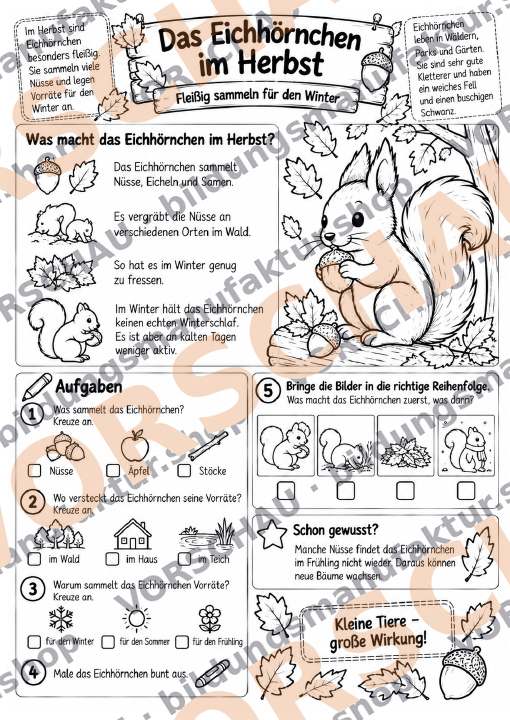 Im Herbst sind
Eichhörnchen
besonders fleißig.
Sie sammeln viele
Nüsse und legen
Vorräte für den
Winter an.
Das Eichhörnchen
im Herbst
Fleißig sammeln für den Winter
Eichhörnchen
leben in Wäldern,
Parks und Gärten.
Sie sind sehr gute
Kletterer und haben
ein weiches Fell
und einen buschigen
Schwanz.
Was macht das Eichhörnchen im Herbst?
Das Eichhörnchen sammelt
Nüsse, Eicheln und Samen.
Es vergräbt die Nüsse an
verschiedenen Orten im Wald.
So hat es im Winter genug
zu fressen.
Im Winter hält das Eichhörnchen
keinen echten Winterschlaf.
Es ist aber an kalten Tagen
weniger aktiv.
Aufgaben
1 Was sammelt das Eichhörnchen?
Kreuze an.
Nüsse Apfel Stöcke
2 Wo versteckt das Eichhörnchen seine Vorräte?
Kreuze an.
im Wald im Haus im Teich
3 Warum sammelt das Eichhörnchen Vorräte?
Kreuze an.
für den Winter für den Sommer für den Frühling
4 Male das Eichhörnchen bunt aus.
5 Bringe die Bilder in die richtige Reihenfolge.
Was macht das Eichhörnchen zuerst, was dann?
Schon gewusst?
Manche Nüsse findet das Eichhörnchen
im Frühling nicht wieder. Daraus können
neue Bäume wachsen.
Kleine Tiere –
große Wirkung!
VORSCHAU
VORSCHAU · bildungsmanufaktur.shop